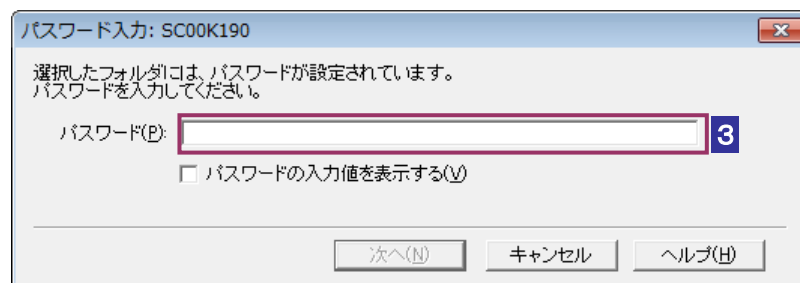 パスワード入力: SC00K190
選択したフォルダには、パスワードが設定されています。
パスワードを入力してください。
パスワード(P):
3
パスワードの入力値を表示する(V)
次へ(N) キャンセル ヘルプ(H)